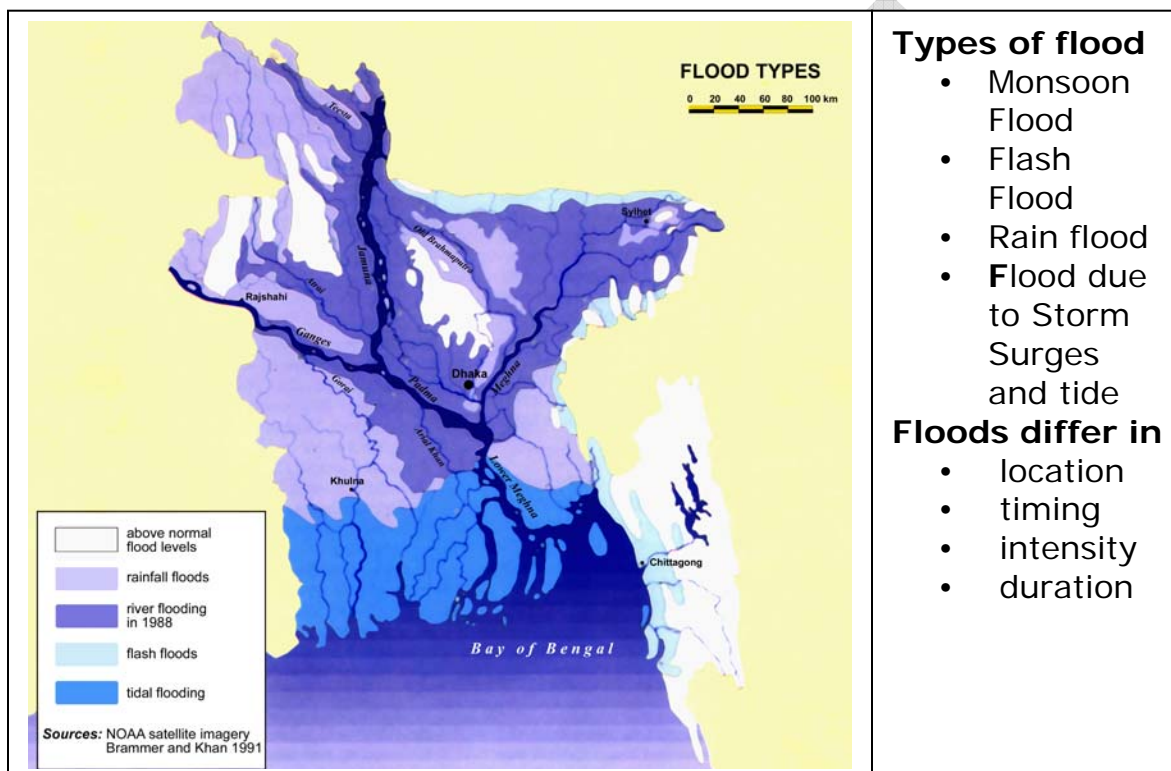 FLOOD TYPES
0 20 40 60 80 100 km
Teesta
Old Brahmaputra
Sylhet
Jamuna
Atrai
Rajshahi
Ganges
Gorai
Padma
Dhaka
Meghna
Arial Khan
Lower Meghna
Khulna
Chittagong
Bay of Bengal
above normal
flood levels
rainfall floods
river flooding
in 1988
flash floods
tidal flooding
Sources: NOAA satellite imagery
Brammer and Khan 1991
Types of flood
• Monsoon
Flood
• Flash
Flood
• Rain flood
• Flood due
to Storm
Surges
and tide
Floods differ in
• location
• timing
• intensity
• duration